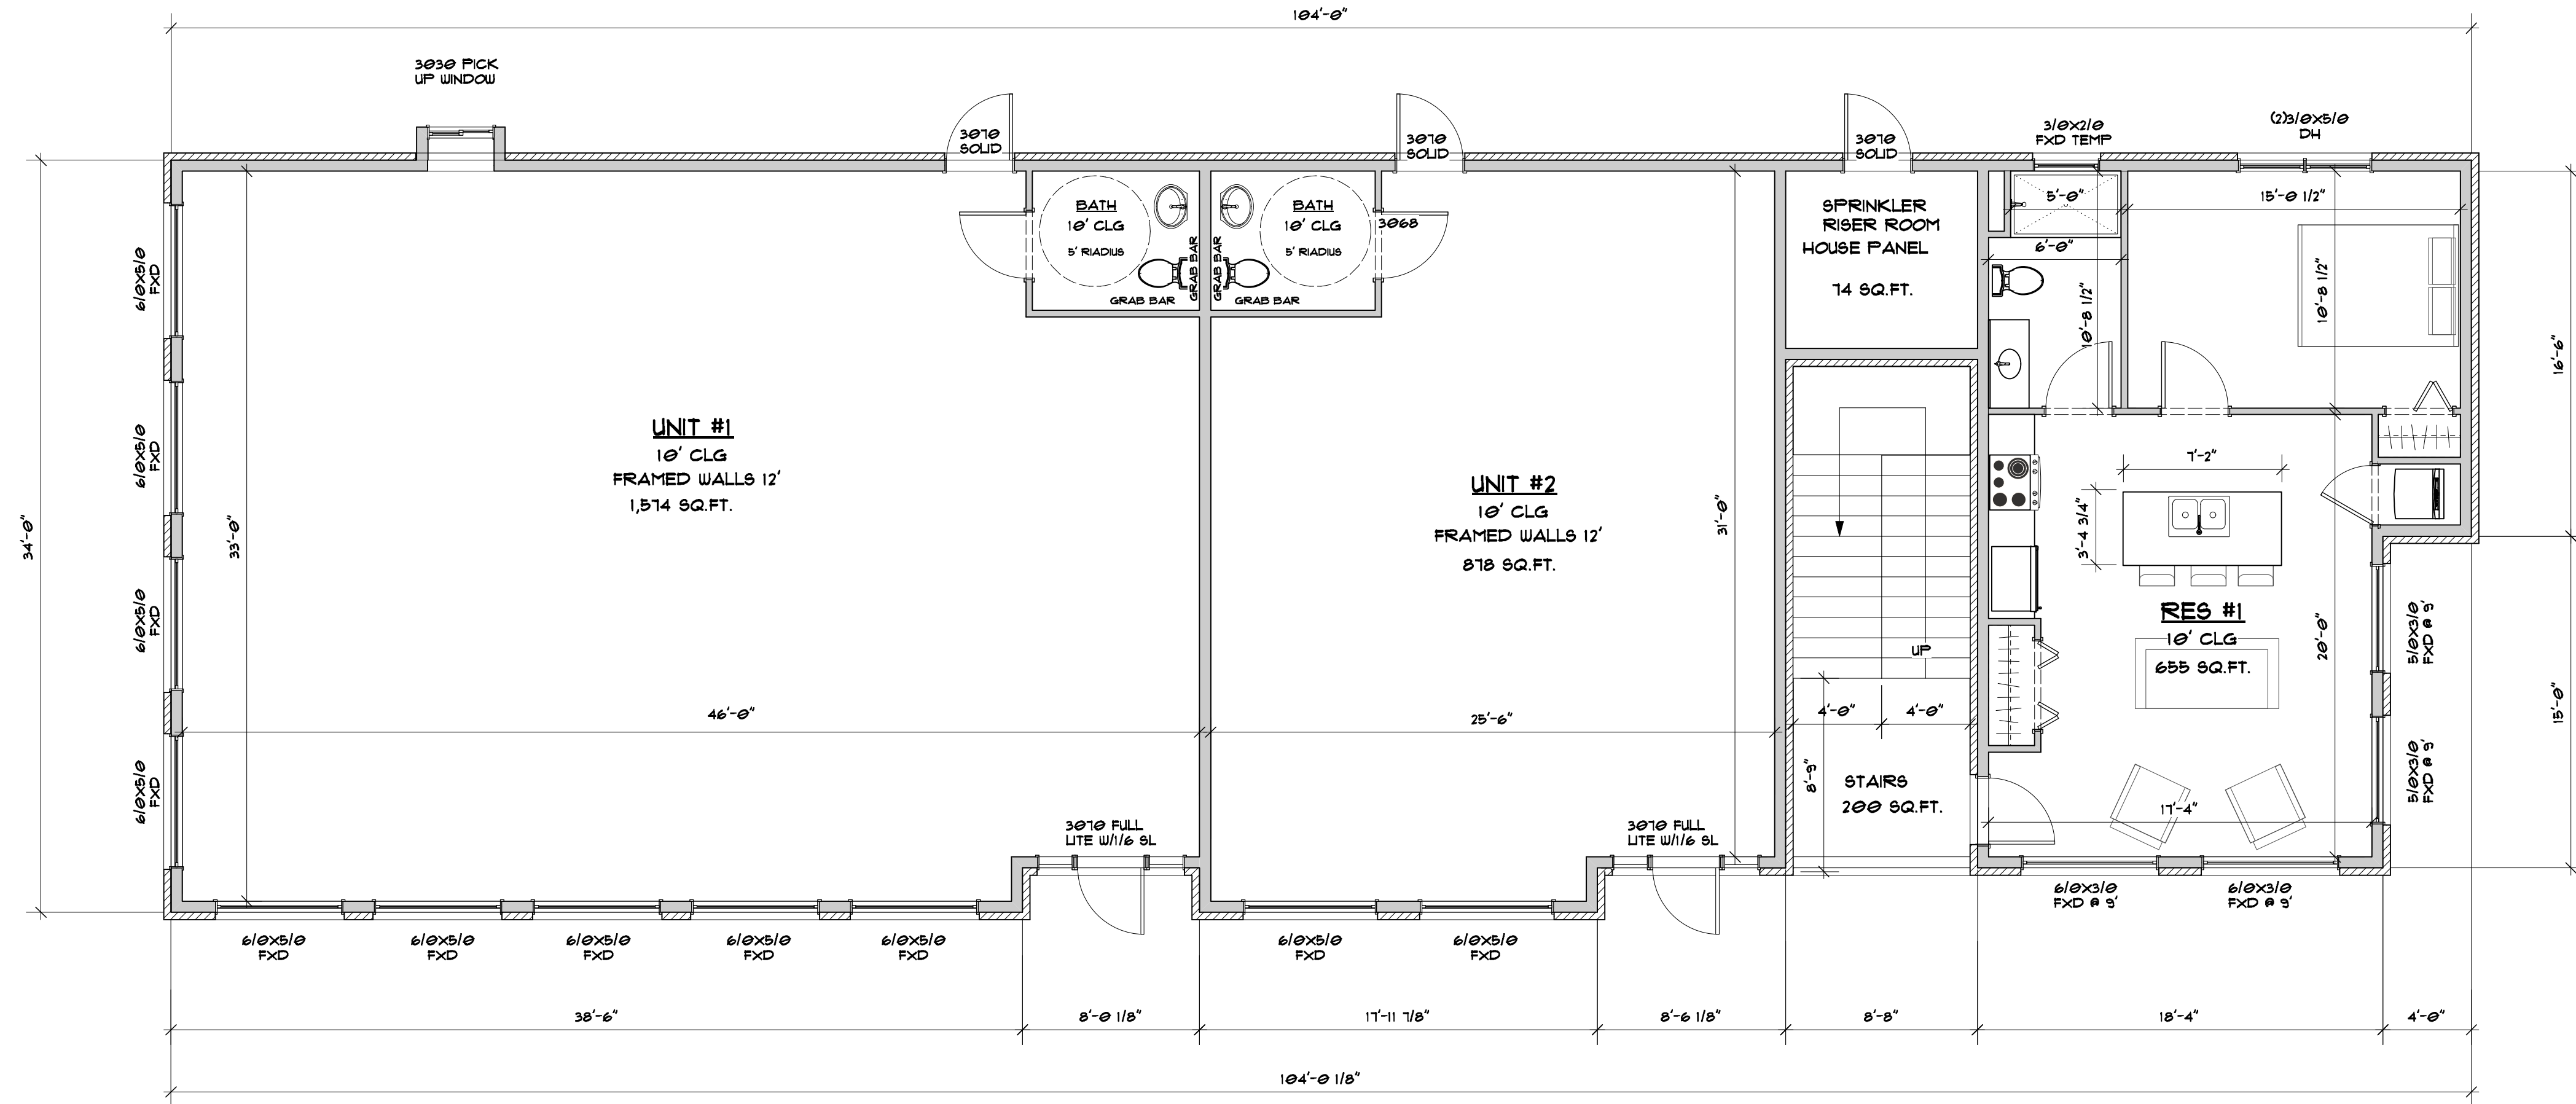 104'-0"
3030 PICK
UP WINDOW
3070
SOLID
3070
SOLID
3070
SOLID
3/0X2/0
FXD TEMP
(2)3/0X5/0
DH
BATH
10' CLG
5' RIADIUS
GRAB BAR
GRAB BAR
BATH
10' CLG
5' RIADIUS
GRAB BAR
GRAB BAR
3068
SPRINKLER
RISER ROOM
HOUSE PANEL
74 SQ.FT.
5'-0"
6'-0"
10'-8 1/2"
15'-0 1/2"
10'-8 1/2"
16'-6"
6/0X5/0
FXD
6/0X5/0
FXD
6/0X5/0
FXD
6/0X5/0
FXD
34'-0"
33'-0"
UNIT #1
10' CLG
FRAMED WALLS 12'
1,574 SQ.FT.
46'-0"
UNIT #2
10' CLG
FRAMED WALLS 12'
878 SQ.FT.
25'-6"
31'-0"
UP
4'-0"
4'-0"
8'-9"
STAIRS
200 SQ.FT.
7'-2"
3'-4 3/4"
RES #1
10' CLG
655 SQ.FT.
20'-0"
17'-4"
5/0X3/0
FXD @ 9'
5/0X3/0
FXD @ 9'
15'-0"
3070 FULL
LITE W/1/6 SL
3070 FULL
LITE W/1/6 SL
6/0X3/0
FXD @ 9'
6/0X3/0
FXD @ 9'
6/0X5/0
FXD
6/0X5/0
FXD
6/0X5/0
FXD
6/0X5/0
FXD
6/0X5/0
FXD
6/0X5/0
FXD
6/0X5/0
FXD
38'-6"
8'-0 1/8"
17'-11 7/8"
8'-6 1/8"
8'-8"
18'-4"
4'-0"
104'-0 1/8"